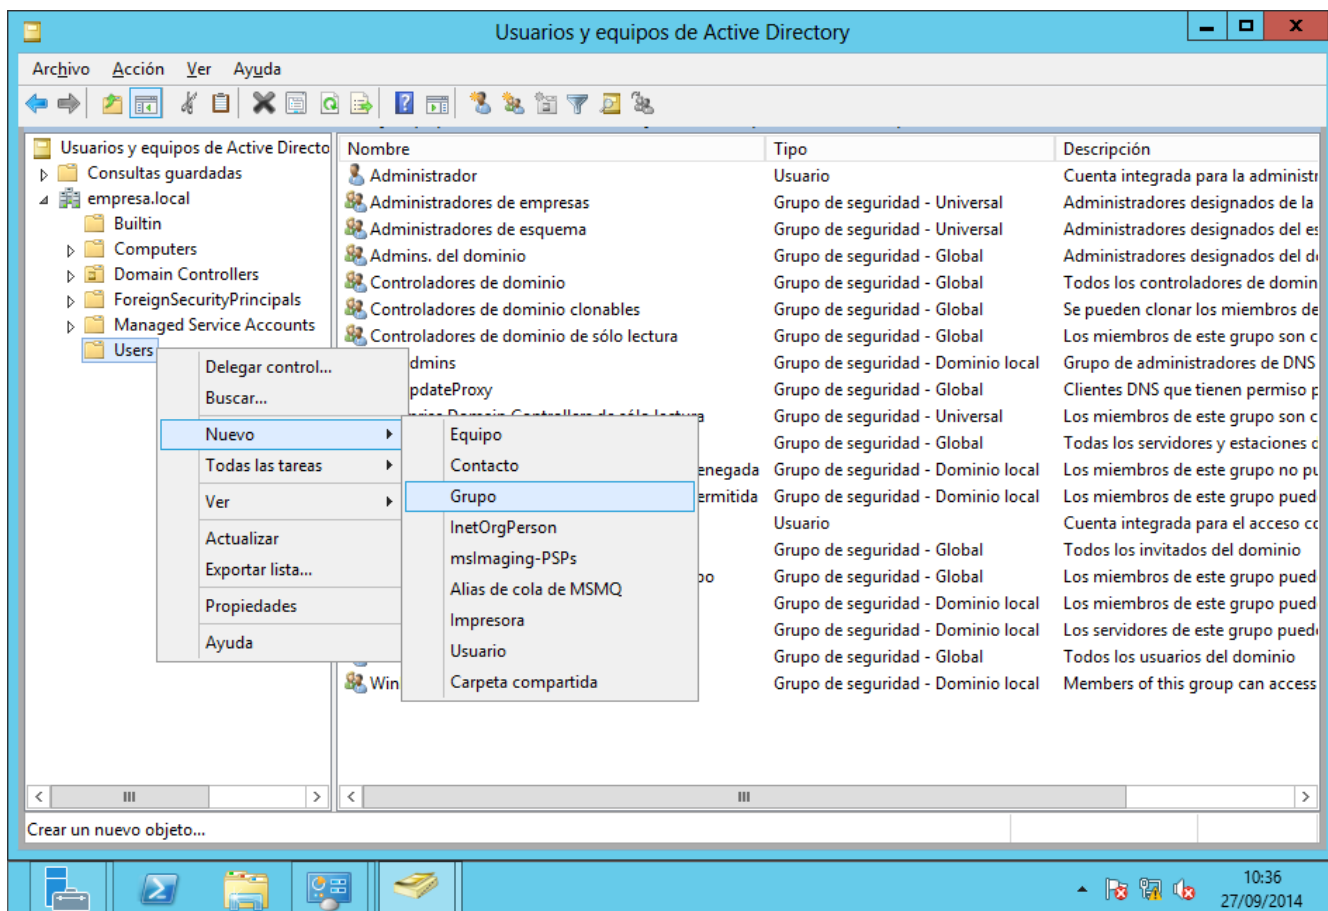 Usuarios y equipos de Active Directory
Archivo Acción Ver Ayuda
Usuarios y equipos de Active Directo
Consultas guardadas
empresa.local
Builtin
Computers
Domain Controllers
ForeignSecurityPrincipals
Managed Service Accounts
Users
Nombre Tipo Descripción
Administrador Usuario Cuenta integrada para la administr
Administradores de empresas Grupo de seguridad - Universal Administradores designados de la
Administradores de esquema Grupo de seguridad - Universal Administradores designados del es
Admins. del dominio Grupo de seguridad - Global Administradores designados del d
Controladores de dominio Grupo de seguridad - Global Todos los controladores de domin
Controladores de dominio clonables Grupo de seguridad - Global Se pueden clonar los miembros de
Controladores de dominio de sólo lectura Grupo de seguridad - Global Los miembros de este grupo son c
dmins Grupo de seguridad - Dominio local Grupo de administradores de DNS
pdateProxy Grupo de seguridad - Global Clientes DNS que tienen permiso p
Grupo de seguridad - Universal Los miembros de este grupo son c
Grupo de seguridad - Global Todas los servidores y estaciones c
enegada Grupo de seguridad - Dominio local Los miembros de este grupo no pu
ermitida Grupo de seguridad - Dominio local Los miembros de este grupo pued
Usuario Cuenta integrada para el acceso co
Grupo de seguridad - Global Todos los invitados del dominio
po Grupo de seguridad - Global Los miembros de este grupo pued
Grupo de seguridad - Dominio local Los miembros de este grupo pued
Grupo de seguridad - Dominio local Los servidores de este grupo pued
Grupo de seguridad - Global Todos los usuarios del dominio
Win Grupo de seguridad - Dominio local Members of this group can access
Delegar control...
Buscar...
Nuevo
Todas las tareas
Ver
Actualizar
Exportar lista...
Propiedades
Ayuda
Equipo
Contacto
Grupo
InetOrgPerson
msImaging-PSPs
Alias de cola de MSMQ
Impresora
Usuario
Carpeta compartida
Crear un nuevo objeto...
10:36
27/09/2014